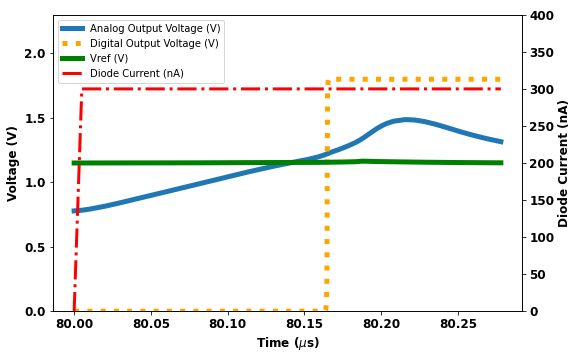 Analog Output Voltage (V)
Digital Output Voltage (V)
Vref (V)
Diode Current (nA)
Voltage (V)
2.0
1.5
1.0
0.5
0.0
400
350
300
250
200
150
100
50
0
Diode Current (nA)
80.00 80.05 80.10 80.15 80.20 80.25
Time (μs)